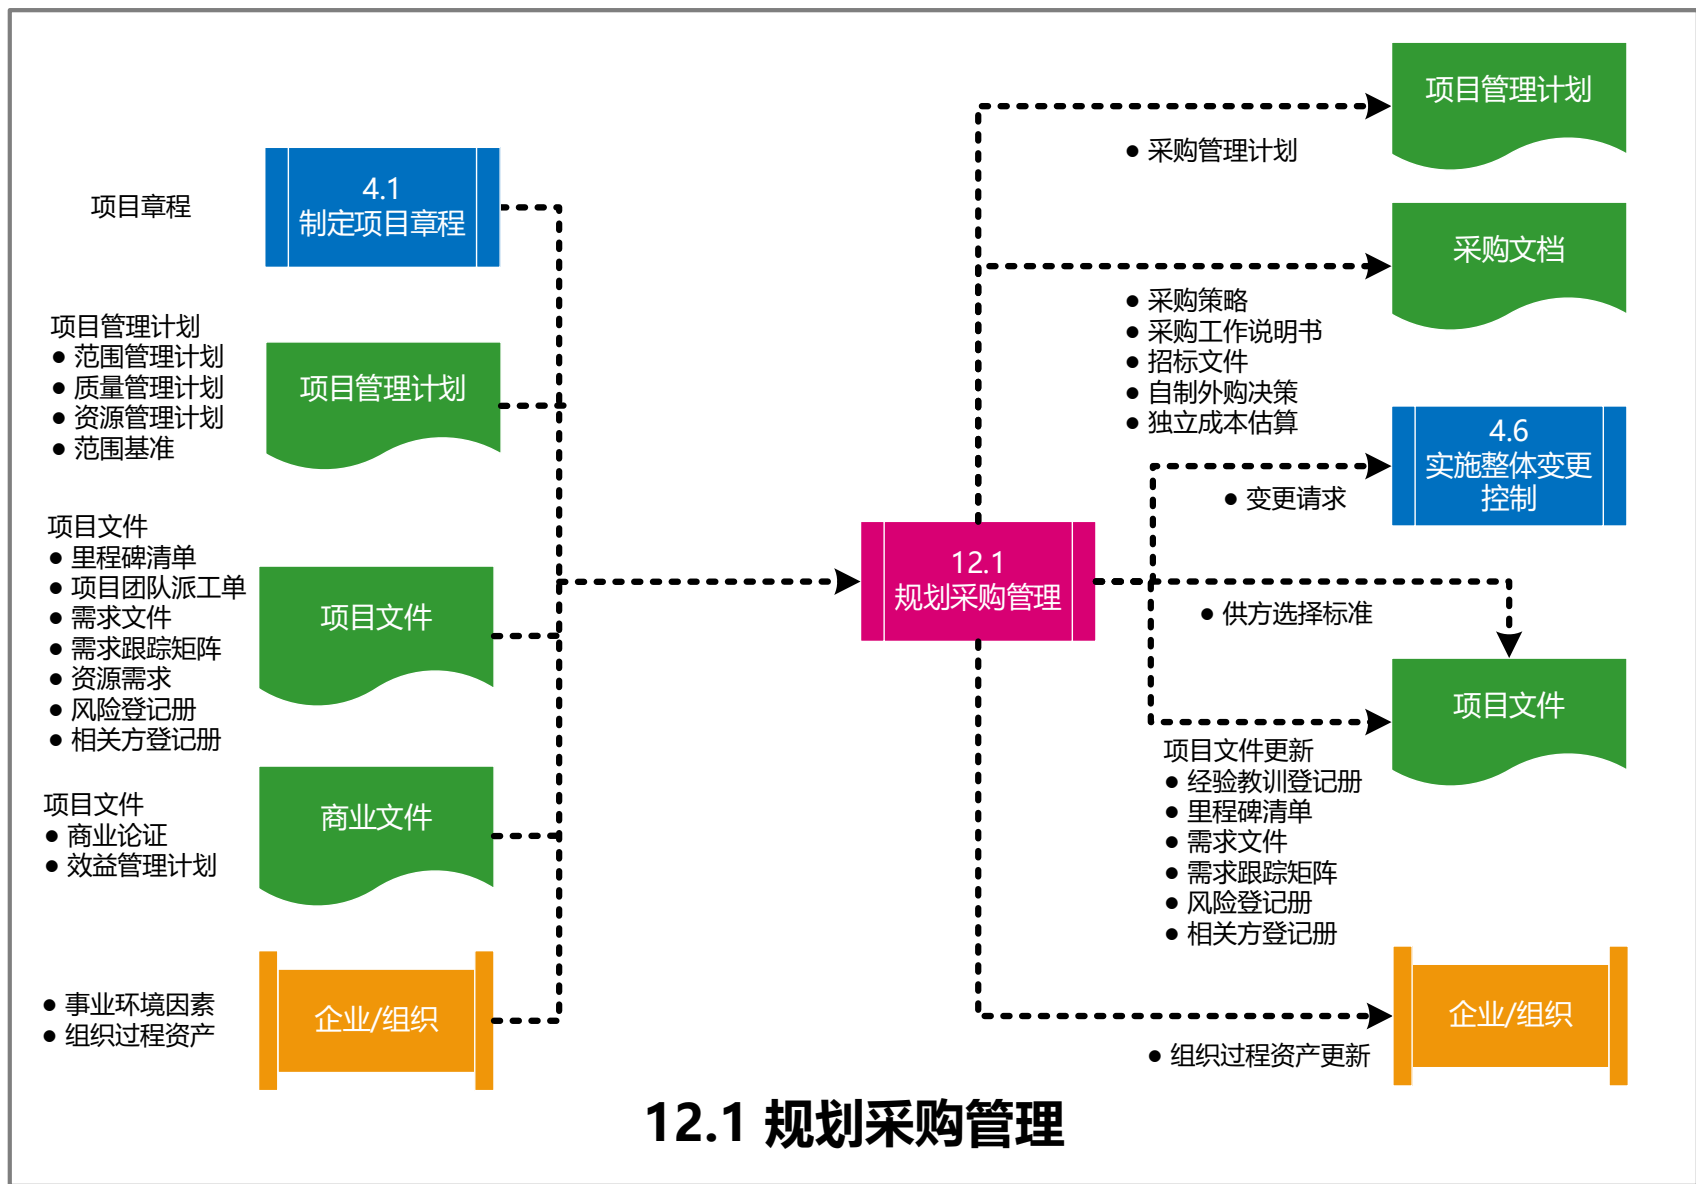 项目章程
4.1
制定项目章程
项目管理计划
● 范围管理计划
● 质量管理计划
● 资源管理计划
● 范围基准
项目管理计划
项目文件
● 里程碑清单
● 项目团队派工单
● 需求文件
● 需求跟踪矩阵
● 资源需求
● 风险登记册
● 相关方登记册
项目文件
项目文件
● 商业论证
● 效益管理计划
商业文件
● 事业环境因素
● 组织过程资产
企业/组织
12.1
规划采购管理
项目管理计划
● 采购管理计划
采购文档
● 采购策略
● 采购工作说明书
● 招标文件
● 自制外购决策
● 独立成本估算
4.6
实施整体变更
控制
● 变更请求
● 供方选择标准
项目文件
项目文件更新
● 经验教训登记册
● 里程碑清单
● 需求文件
● 需求跟踪矩阵
● 风险登记册
● 相关方登记册
企业/组织
● 组织过程资产更新
12.1 规划采购管理